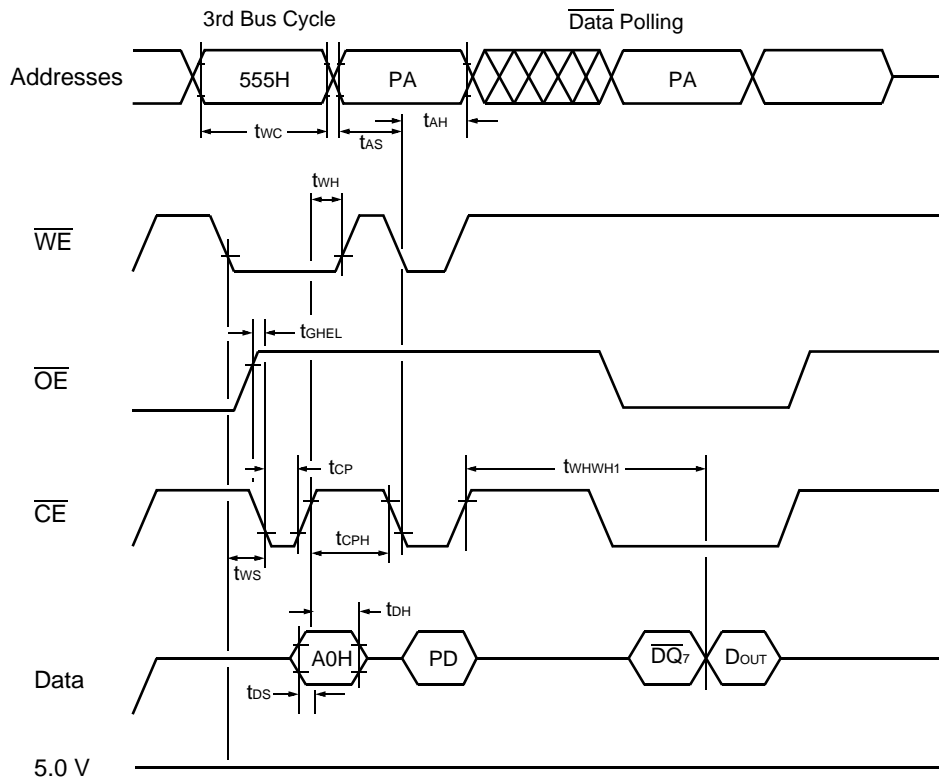 3rd Bus Cycle
Data Polling
Addresses
555H
PA
PA
tWC
tAS
tAH
tWH
WE
tGHEL
OE
tCP
tWHWH1
CE
tCPH
tWS
tDH
Data
A0H
PD
DQ7
DOUT
tDS
5.0 V